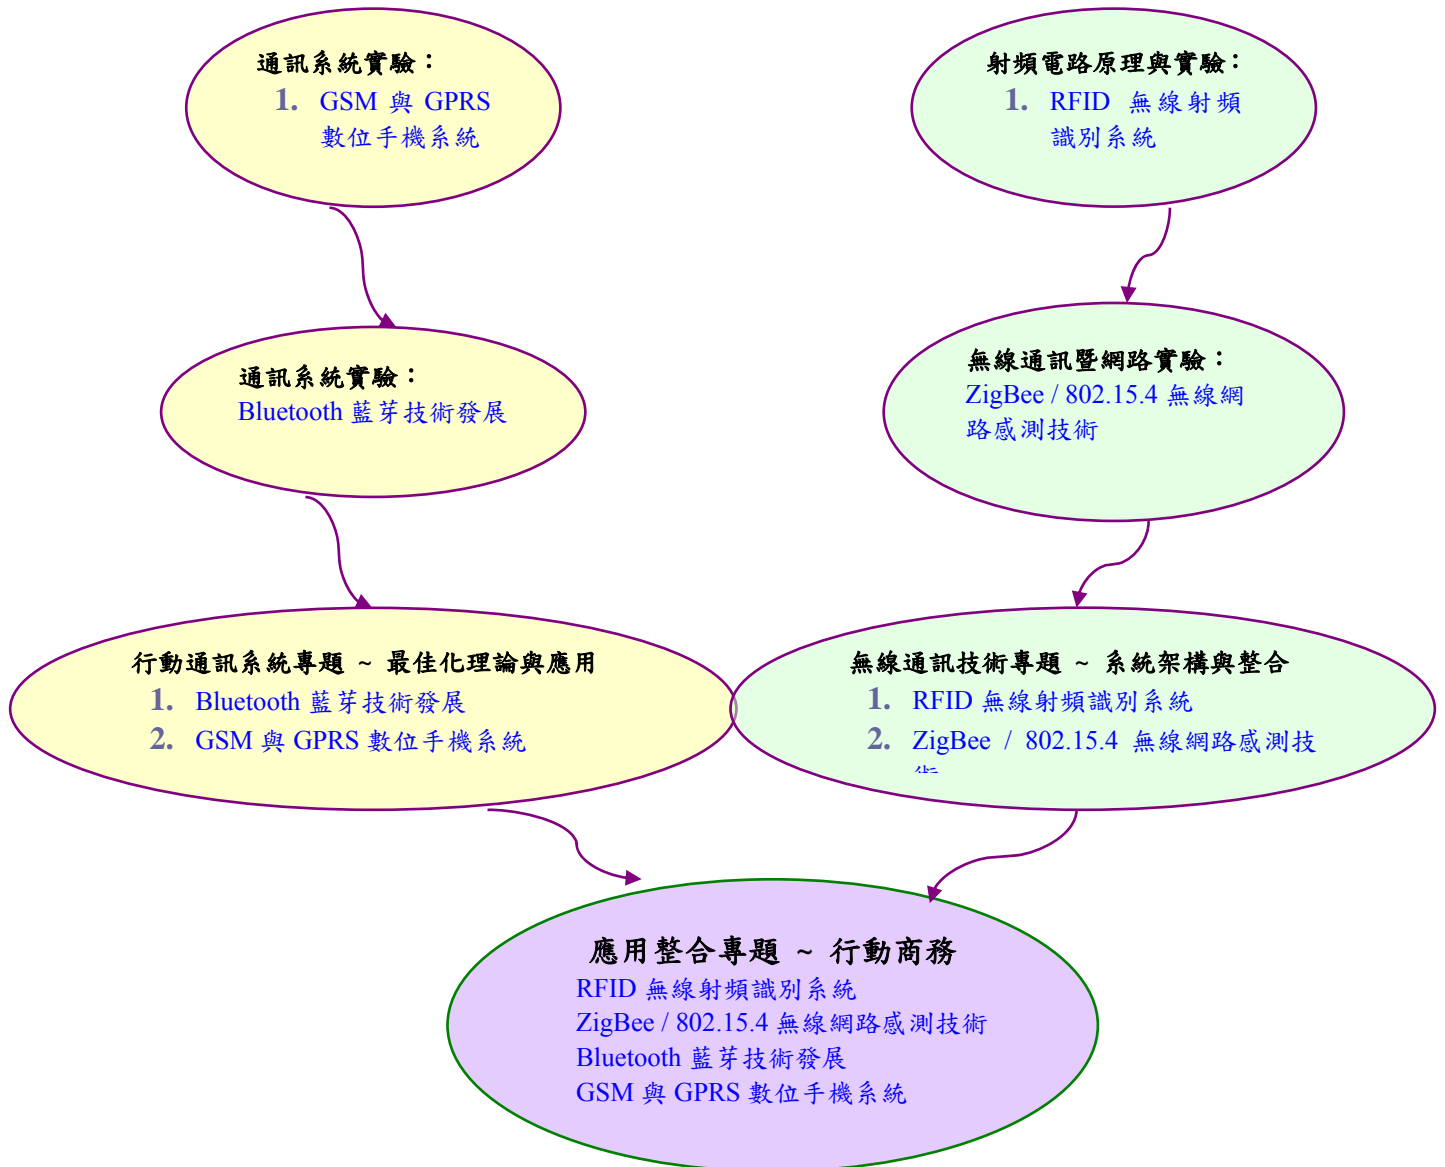 通訊系統實驗：
1. GSM 與 GPRS
數位手機系統
射頻電路原理與實驗：
1. RFID 無線射頻
識別系統
通訊系統實驗：
Bluetooth 藍芽技術發展
無線通訊暨網路實驗：
ZigBee / 802.15.4 無線網
路感測技術
行動通訊系統專題 ~ 最佳化理論與應用
1. Bluetooth 藍芽技術發展
2. GSM 與 GPRS 數位手機系統
無線通訊技術專題 ~ 系統架構與整合
1. RFID 無線射頻識別系統
2. ZigBee / 802.15.4 無線網路感測技
應用整合專題 ~ 行動商務
RFID 無線射頻識別系統
ZigBee / 802.15.4 無線網路感測技術
Bluetooth 藍芽技術發展
GSM 與 GPRS 數位手機系統